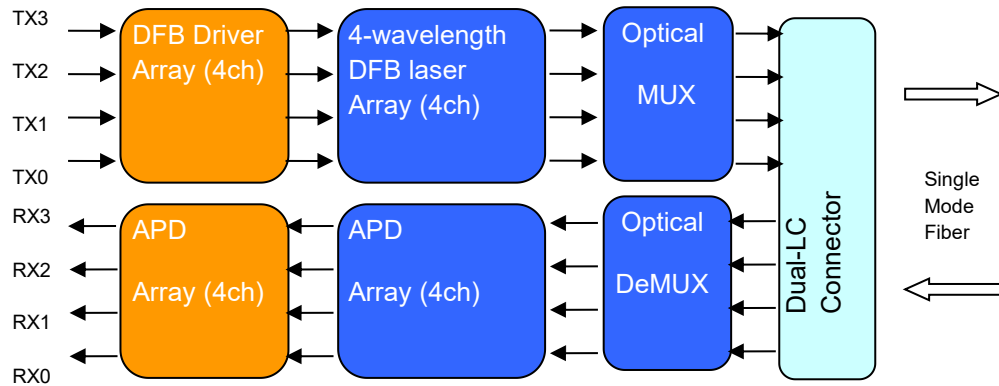 TX3
TX2
TX1
TX0
DFB Driver
Array (4ch)
4-wavelength
DFB laser
Array (4ch)
Optical
MUX
RX3
RX2
RX1
RX0
APD
Array (4ch)
APD
Array (4ch)
Optical
DeMUX
Dual-LC
Connector
Single
Mode
Fiber